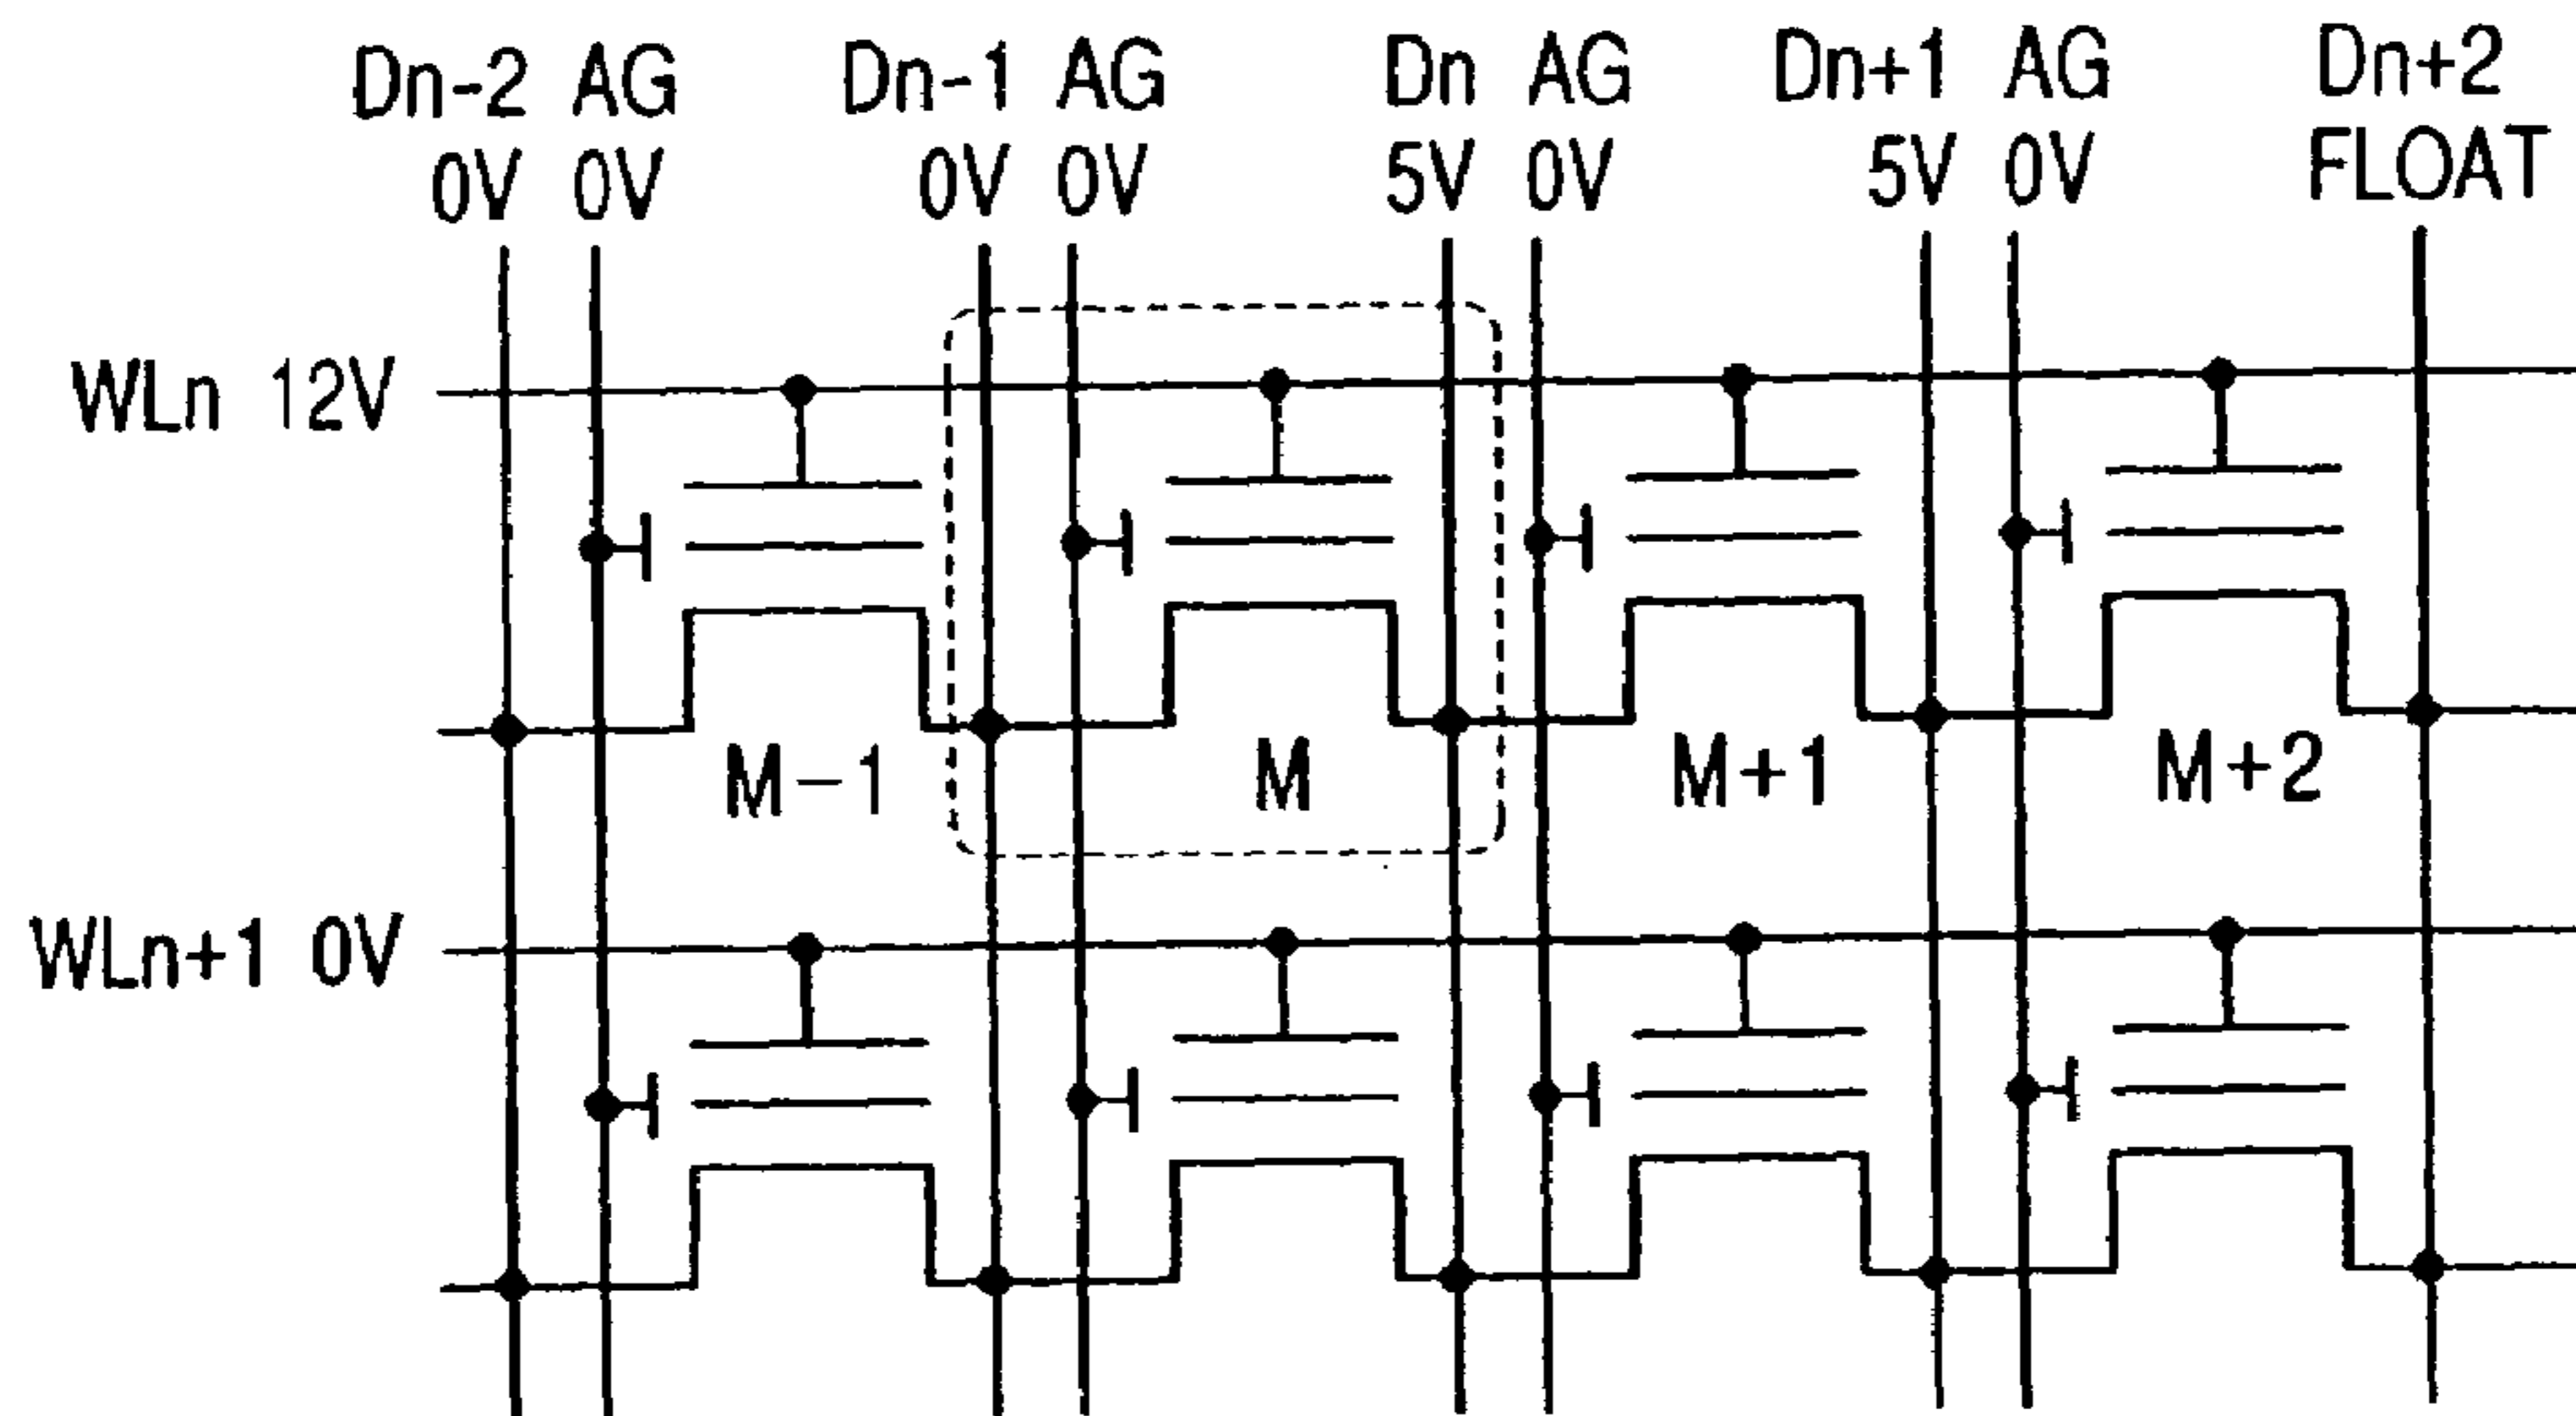 Dn-2 AG Dn-1 AG Dn AG Dn+1 AG Dn+2
0V 0V 0V 0V 5V 0V 5V 0V FLOAT
WLn 12V
M-1 M M+1 M+2
WLn+1 0V